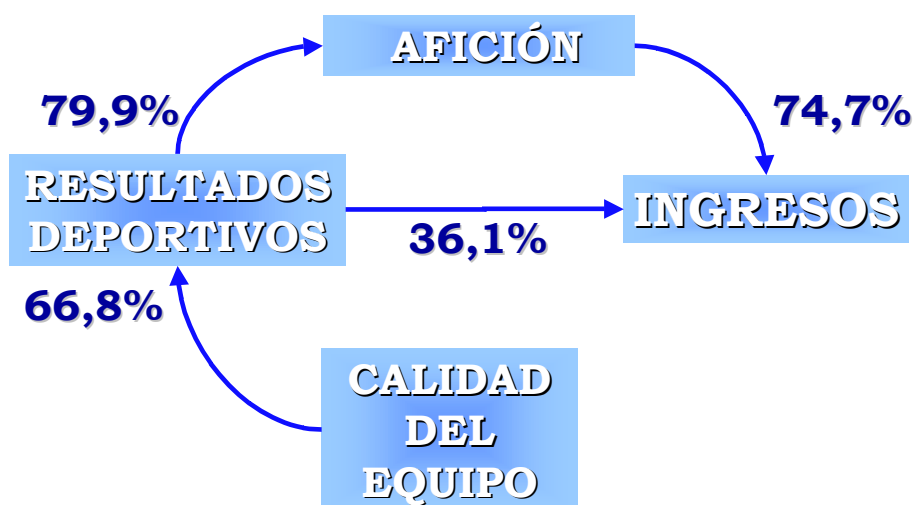 AFICIÓN
79,9%
74,7%
RESULTADOS
DEPORTIVOS
INGRESOS
36,1%
66,8%
CALIDAD
DEL
EQUIPO